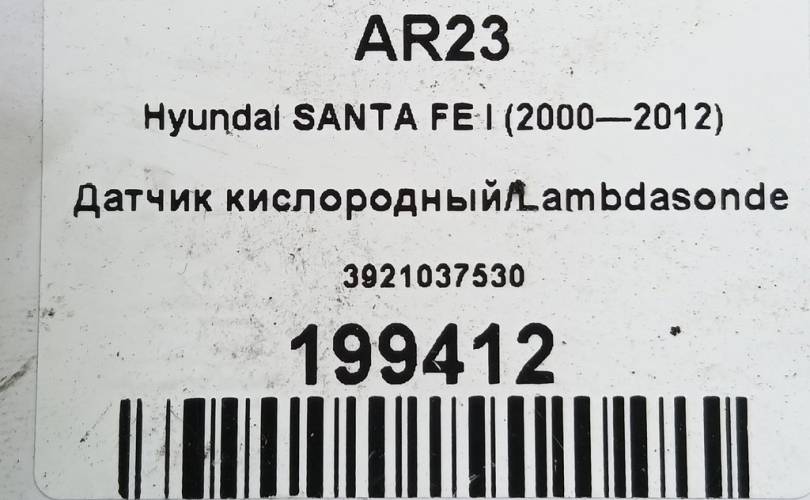 AR23
Hyundai SANTA FE I (2000—2012)
Датчик кислородный/Lambdasonde
3921037530
199412